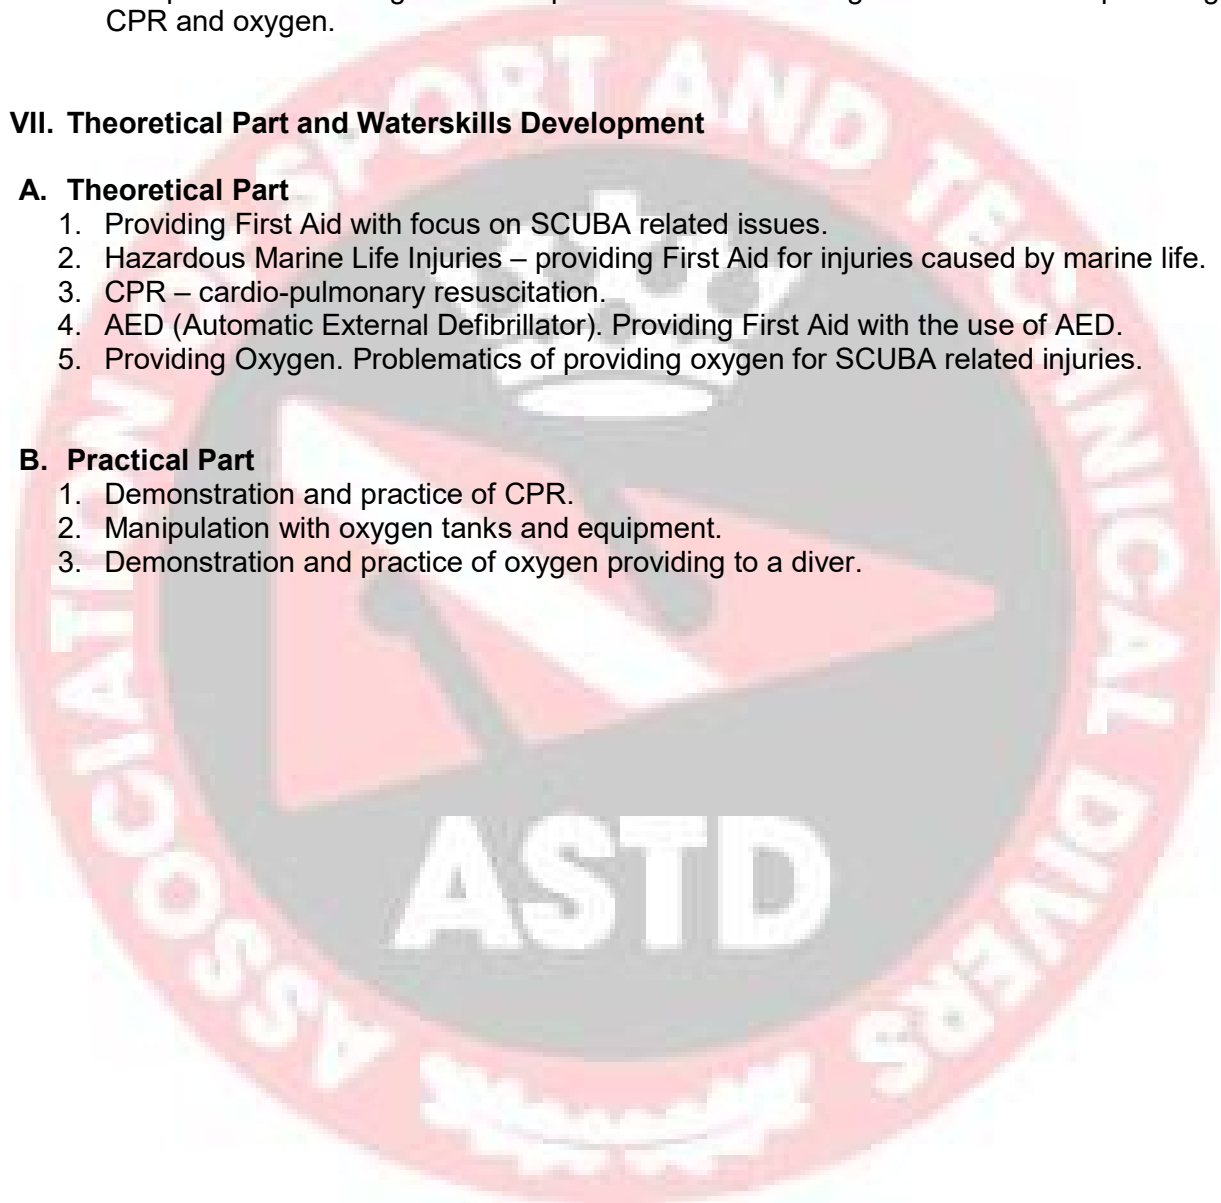 CPR and oxygen.
VII. Theoretical Part and Waterskills Development
A. Theoretical Part
1. Providing First Aid with focus on SCUBA related issues.
2. Hazardous Marine Life Injuries – providing First Aid for injuries caused by marine life.
3. CPR – cardio-pulmonary resuscitation.
4. AED (Automatic External Defibrillator). Providing First Aid with the use of AED.
5. Providing Oxygen. Problematics of providing oxygen for SCUBA related injuries.
B. Practical Part
1. Demonstration and practice of CPR.
2. Manipulation with oxygen tanks and equipment.
3. Demonstration and practice of oxygen providing to a diver.
ASSOCIATION OF SPORT AND TECHNICAL DIVERS
ASTD